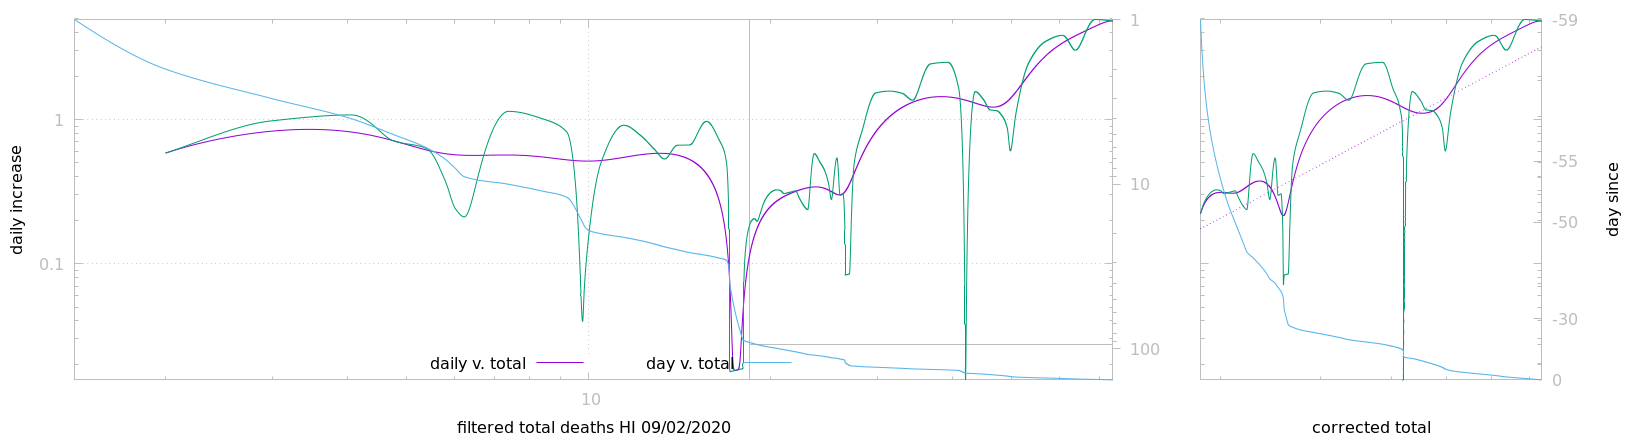 daily increase
1
0.1
10
daily v. total
day v. total
1
10
100
filtered total deaths HI 09/02/2020
-59
-55
-50
-30
0
day since
corrected total